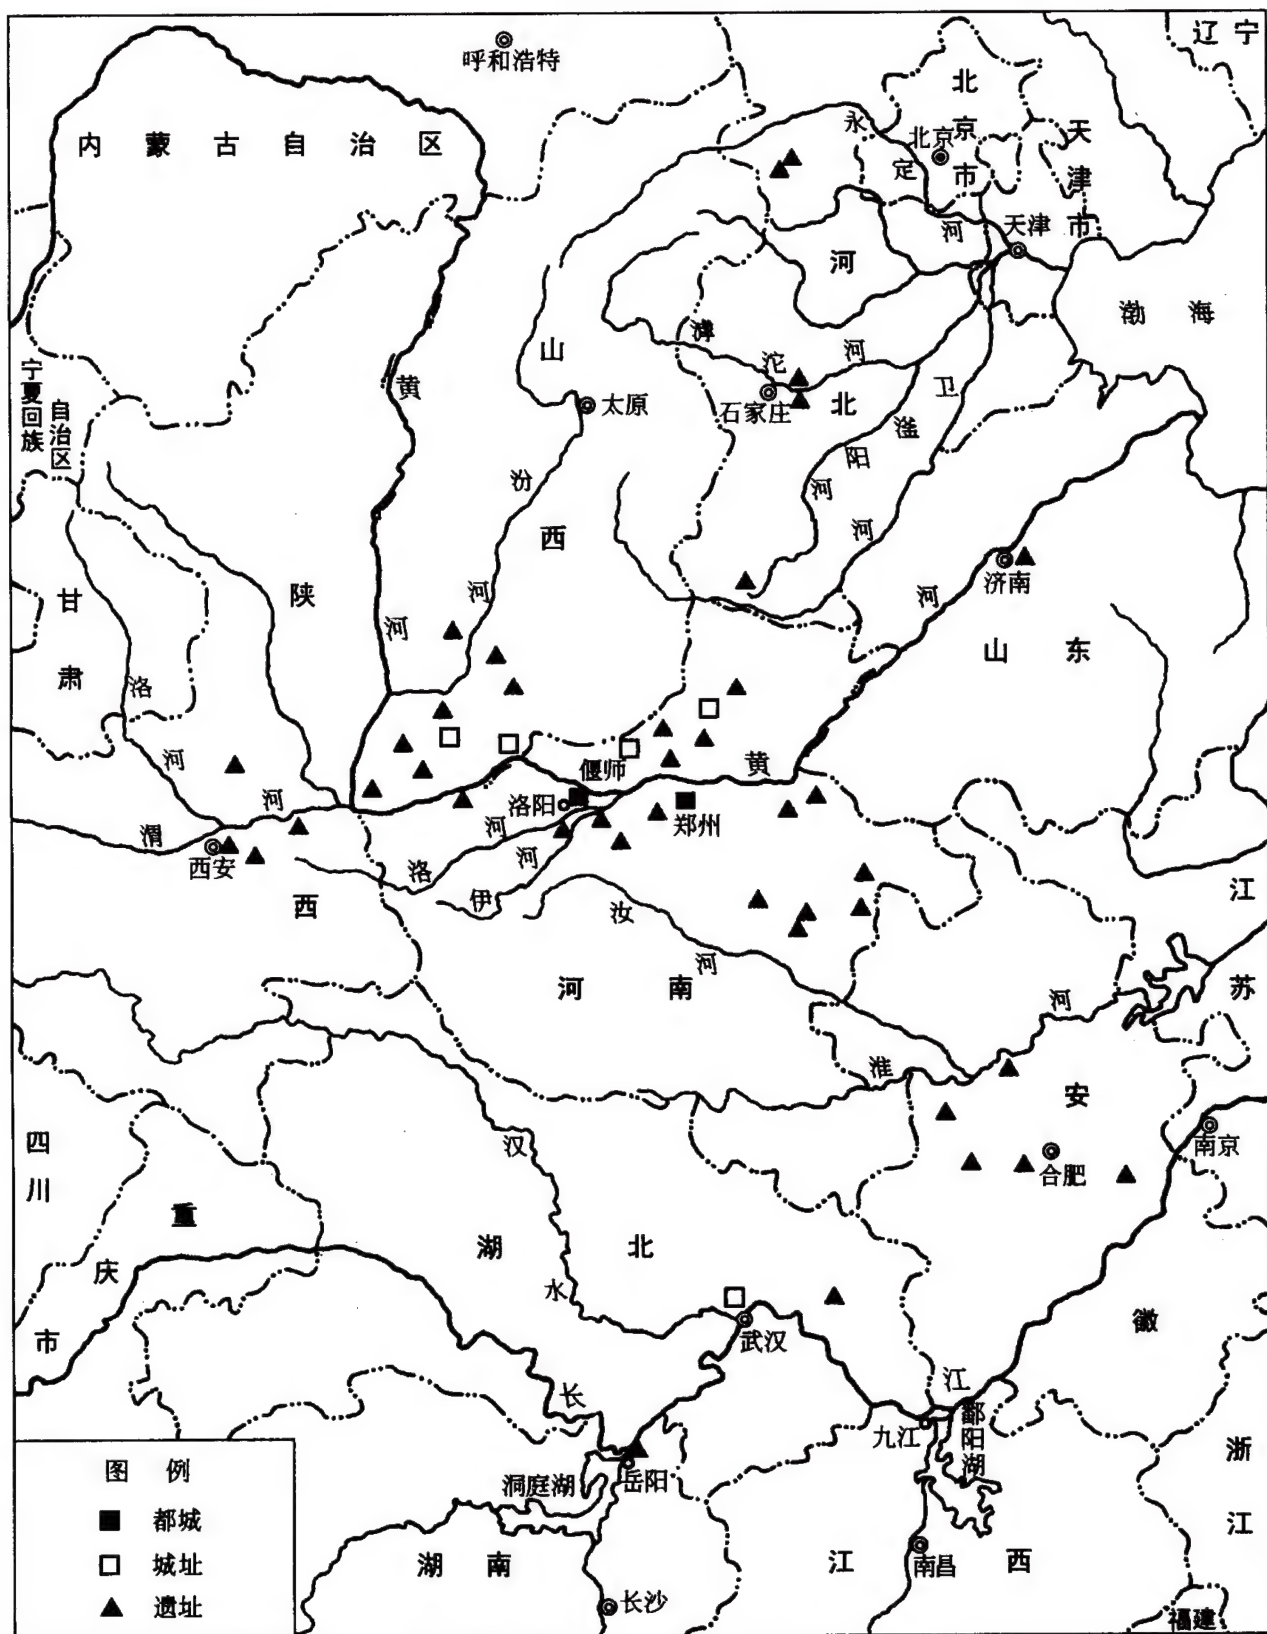 辽宁
呼和浩特
内蒙古自治区
北京市
北京
天津市
天津
永定河
河北
渤海
宁夏回族
自治区
黄河
山西
太原
滹沱河
石家庄
滏阳河
卫河
汾河
济南
甘肃
陕西
洛河
河
山东
黄
偃师
洛阳
郑州
渭河
西安
洛河
伊河
汝河
河南
江苏
淮河
安徽
四川
重庆市
汉水
湖北
南京
合肥
武汉
长江
九江
鄱阳湖
岳阳
洞庭湖
浙江
湖南
长沙
江西
南昌
福建
图例
都城
城址
遗址